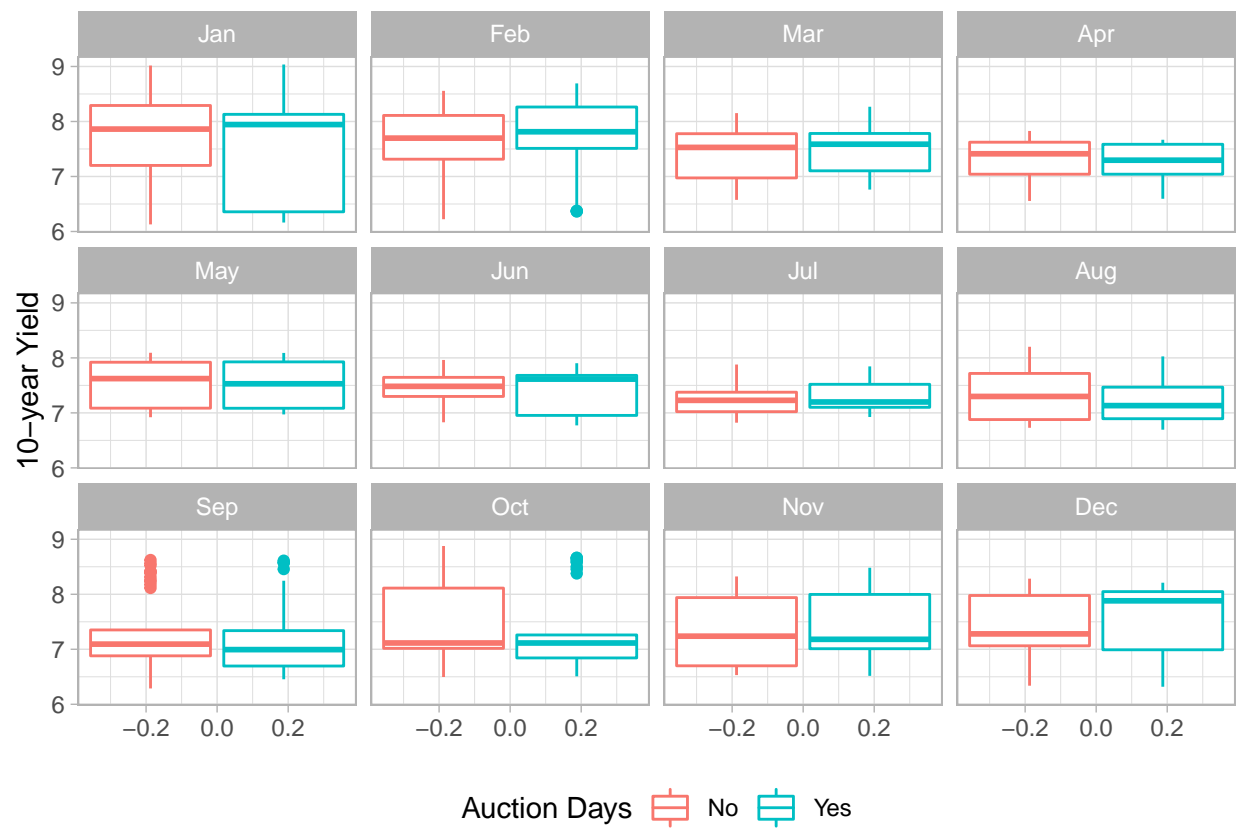 Jan Feb Mar Apr
9
8
7
6
May Jun Jul Aug
9
8
7
6
10−year Yield
Sep Oct Nov Dec
9
8
7
6
−0.2 0.0 0.2 −0.2 0.0 0.2 −0.2 0.0 0.2 −0.2 0.0 0.2
Auction Days No Yes